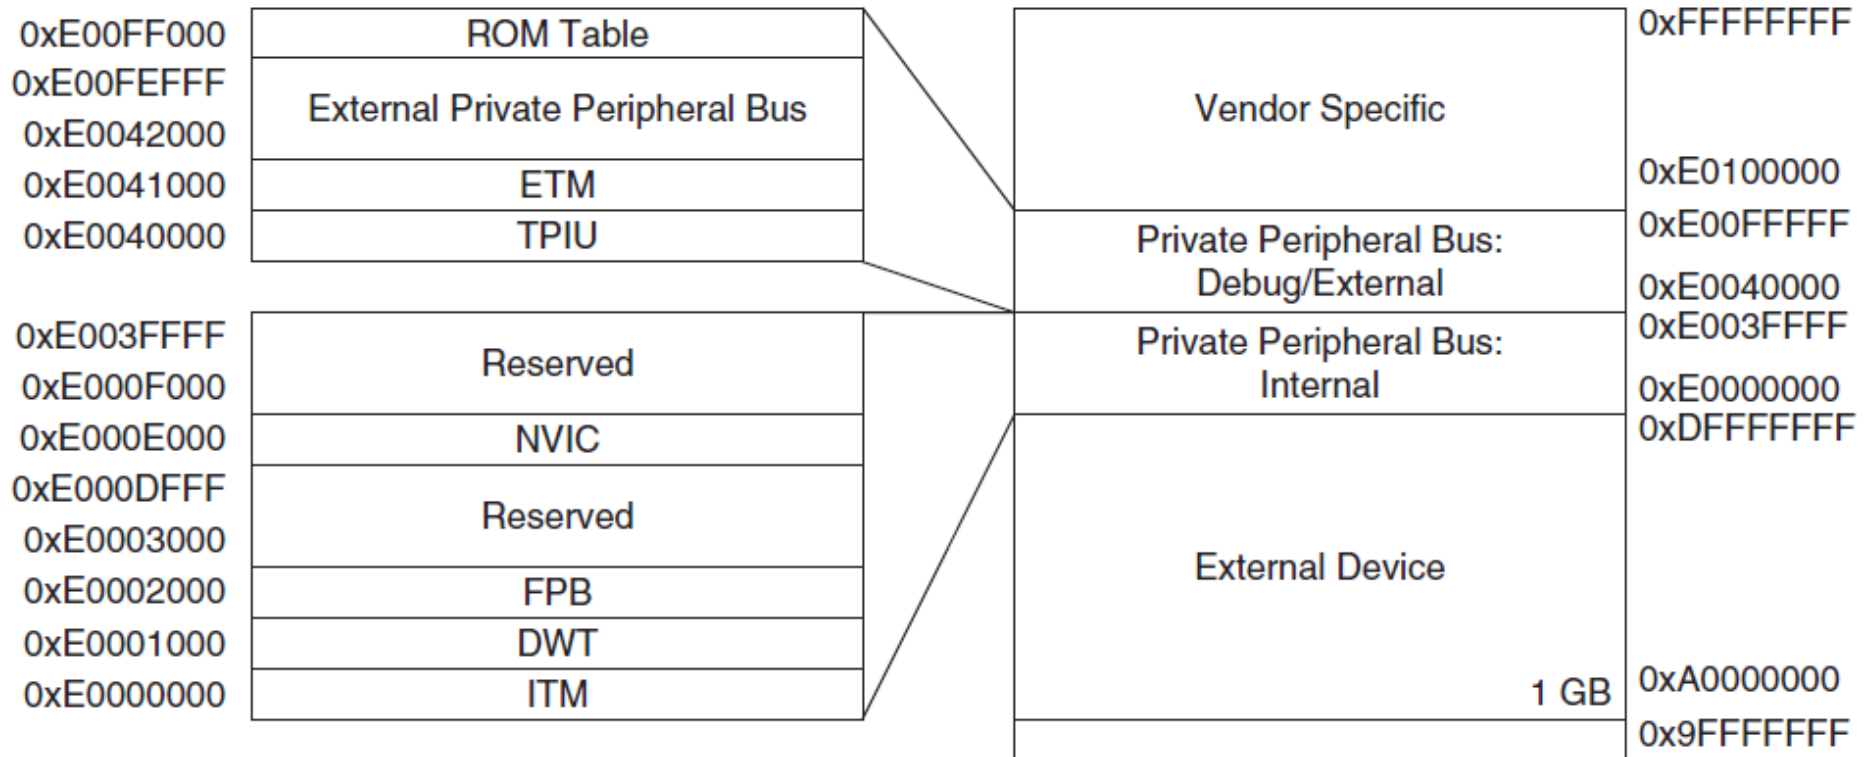 0xE00FF000
ROM Table
0xE00FEFFF
External Private Peripheral Bus
0xE0042000
0xE0041000
ETM
0xE0040000
TPIU
0xE003FFFF
Reserved
0xE000F000
0xE000E000
NVIC
0xE000DFFF
Reserved
0xE0003000
0xE0002000
FPB
0xE0001000
DWT
0xE0000000
ITM
0xFFFFFFFF
Vendor Specific
0xE0100000
0xE00FFFFF
Private Peripheral Bus:
Debug/External
0xE0040000
0xE003FFFF
Private Peripheral Bus:
Internal
0xE0000000
0xDFFFFFFF
External Device
1 GB
0xA0000000
0x9FFFFFFF